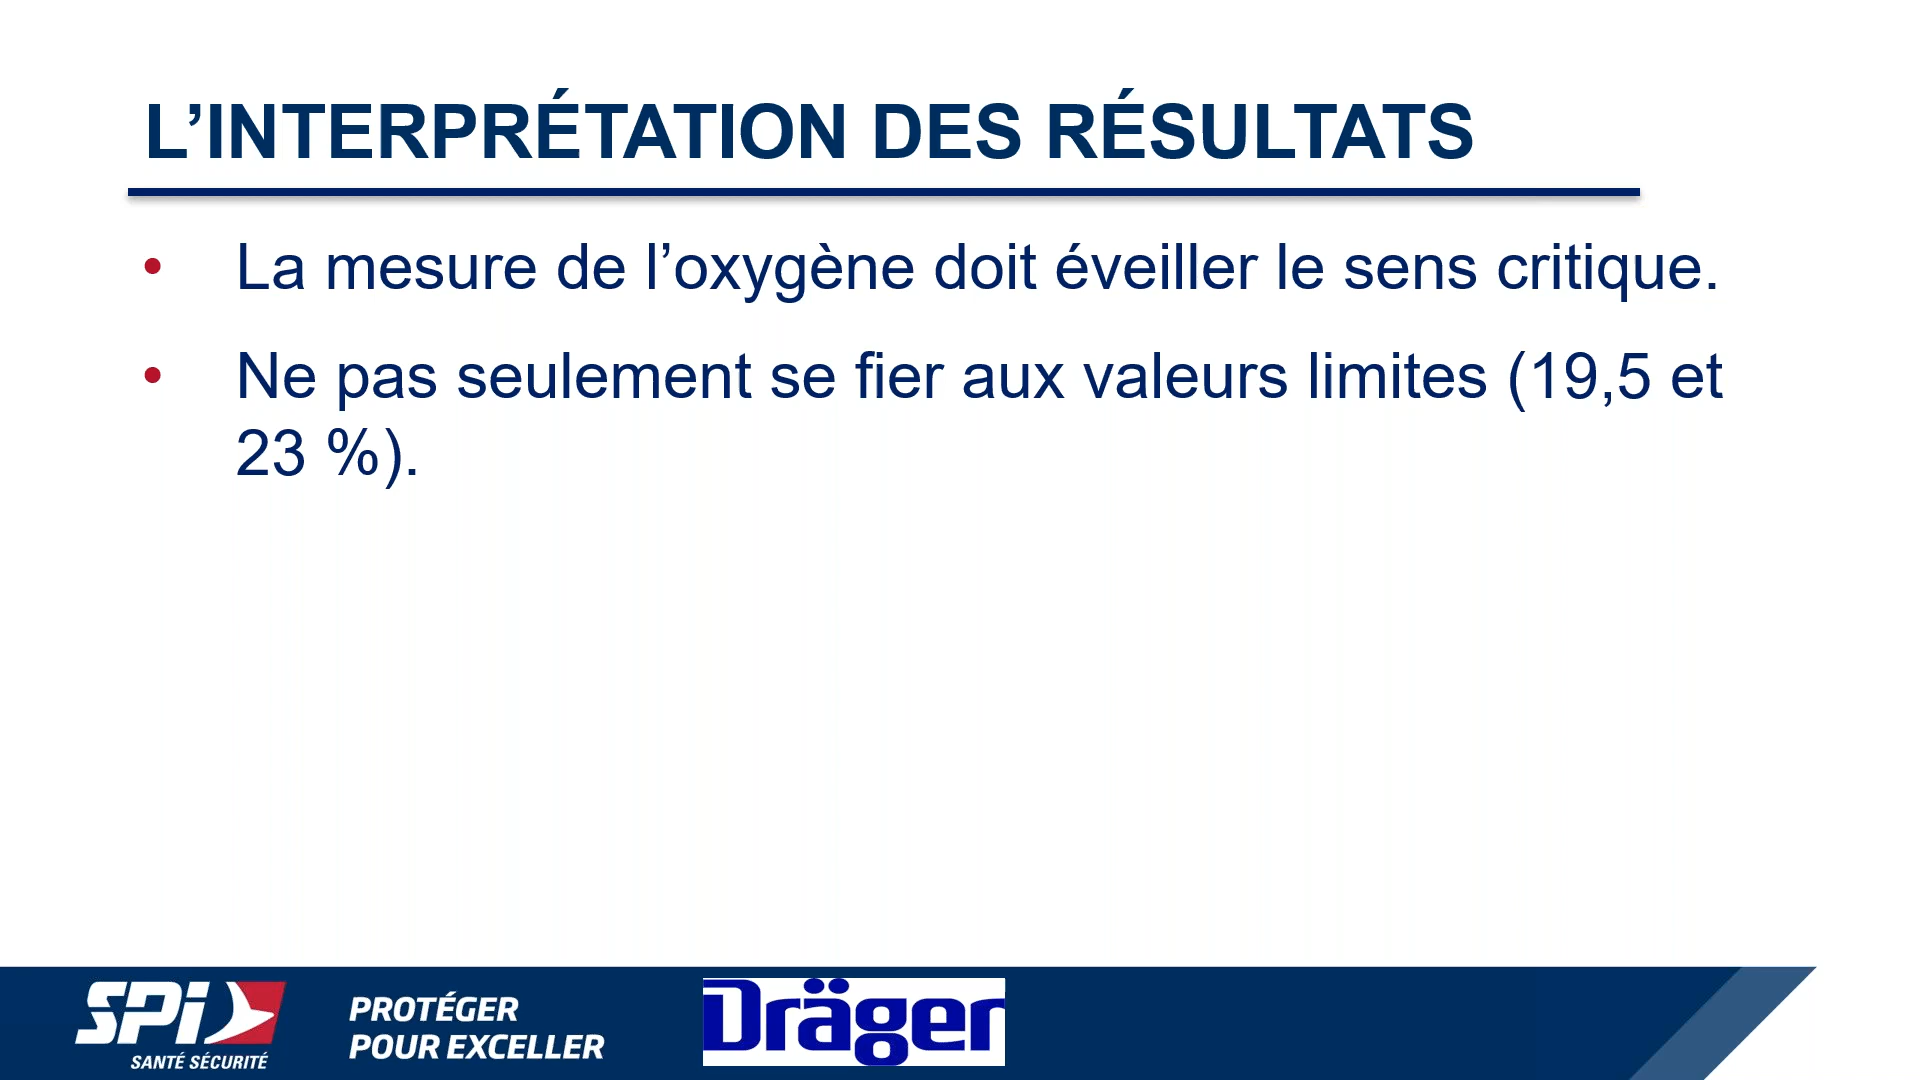 L’INTERPRÉTATION DES RÉSULTATS
• La mesure de l’oxygène doit éveiller le sens critique.
• Ne pas seulement se fier aux valeurs limites (19,5 et
23 %).
SPI
SANTÉ SÉCURITÉ
PROTÉGER
POUR EXCELLER
Dräger